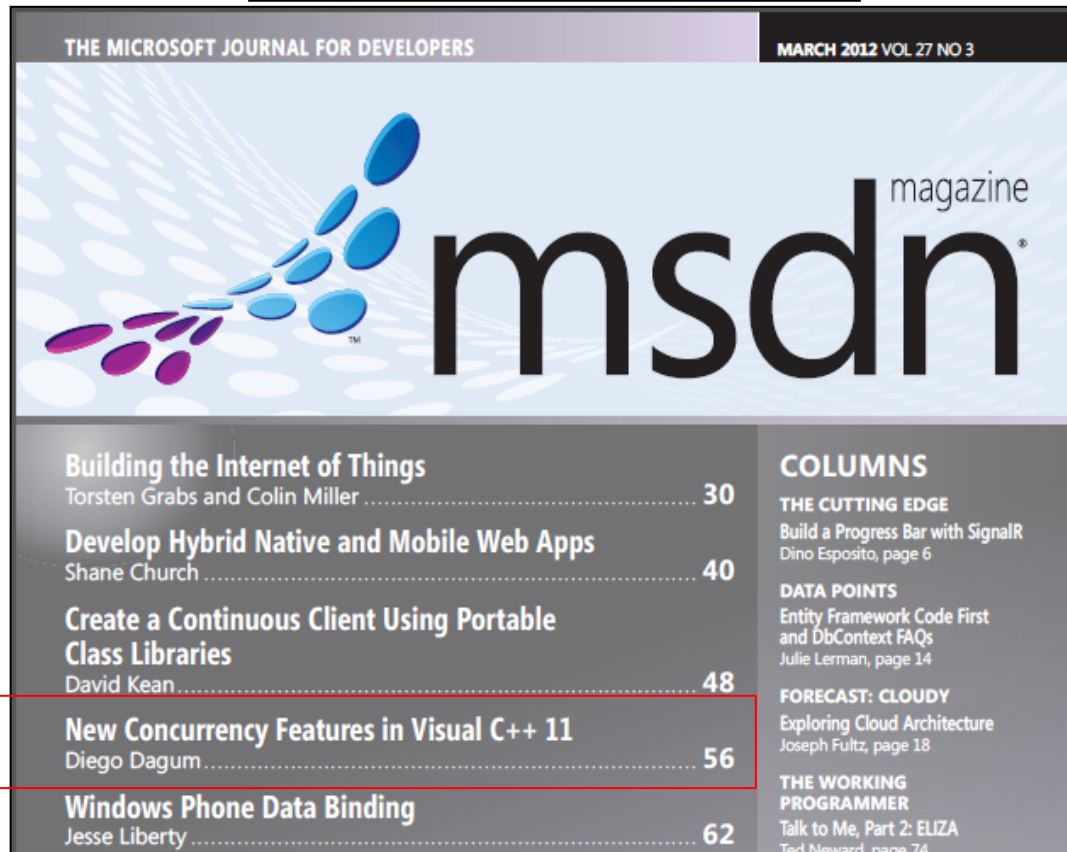 THE MICROSOFT JOURNAL FOR DEVELOPERS
MARCH 2012 VOL 27 NO 3
magazine
msdn®
TM
Building the Internet of Things
Torsten Grabs and Colin Miller 30
Develop Hybrid Native and Mobile Web Apps
Shane Church 40
Create a Continuous Client Using Portable
Class Libraries
David Kean 48
New Concurrency Features in Visual C++ 11
Diego Dagum 56
Windows Phone Data Binding
Jesse Liberty 62
COLUMNS
THE CUTTING EDGE
Build a Progress Bar with SignalR
Dino Esposito, page 6
DATA POINTS
Entity Framework Code First
and DbContext FAQs
Julie Lerman, page 14
FORECAST: CLOUDY
Exploring Cloud Architecture
Joseph Fultz, page 18
THE WORKING
PROGRAMMER
Talk to Me, Part 2: ELIZA
Ted Neward, page 74